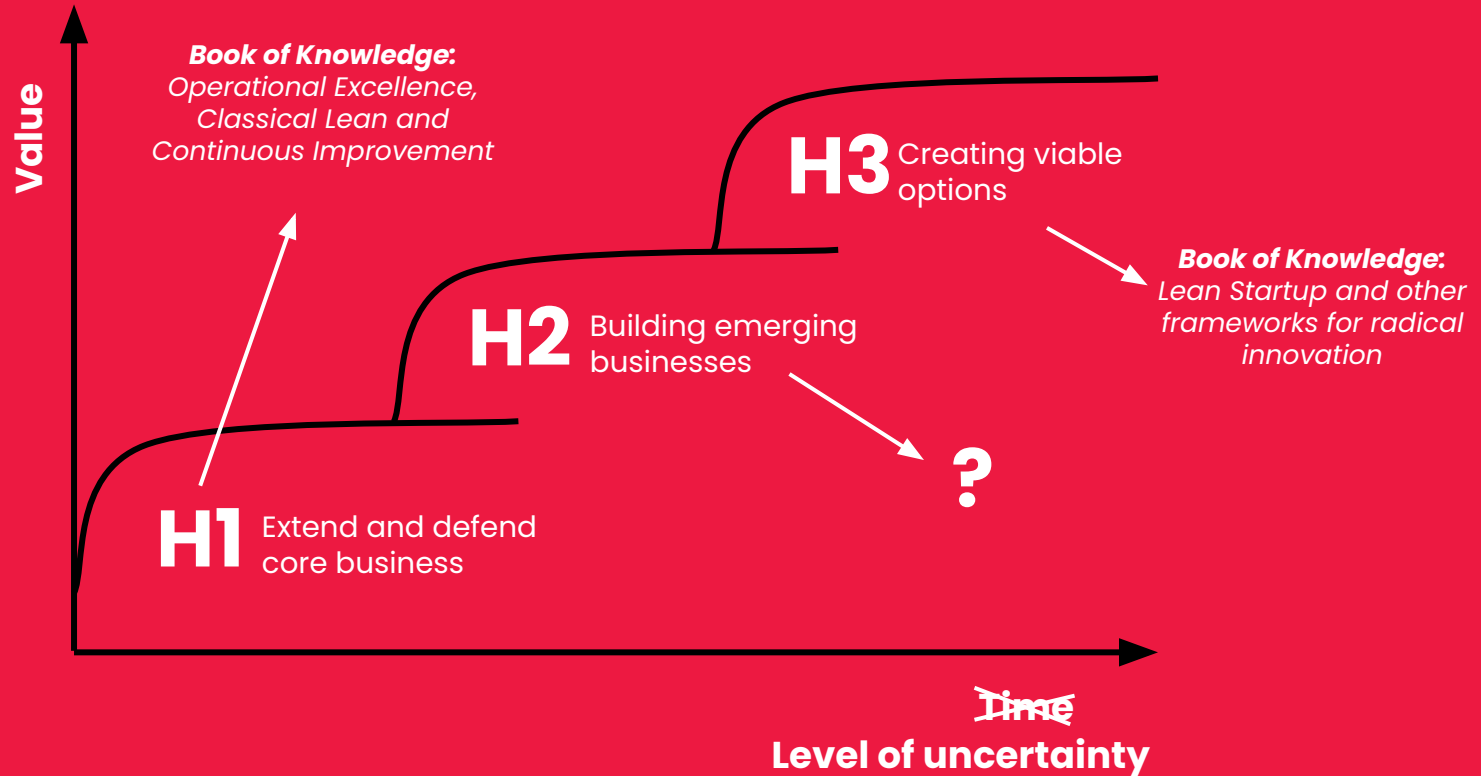 Value
Book of Knowledge:
Operational Excellence,
Classical Lean and
Continuous Improvement
H3 Creating viable
options
Book of Knowledge:
Lean Startup and other
frameworks for radical
innovation
H2 Building emerging
businesses
?
H1 Extend and defend
core business
Time
Level of uncertainty